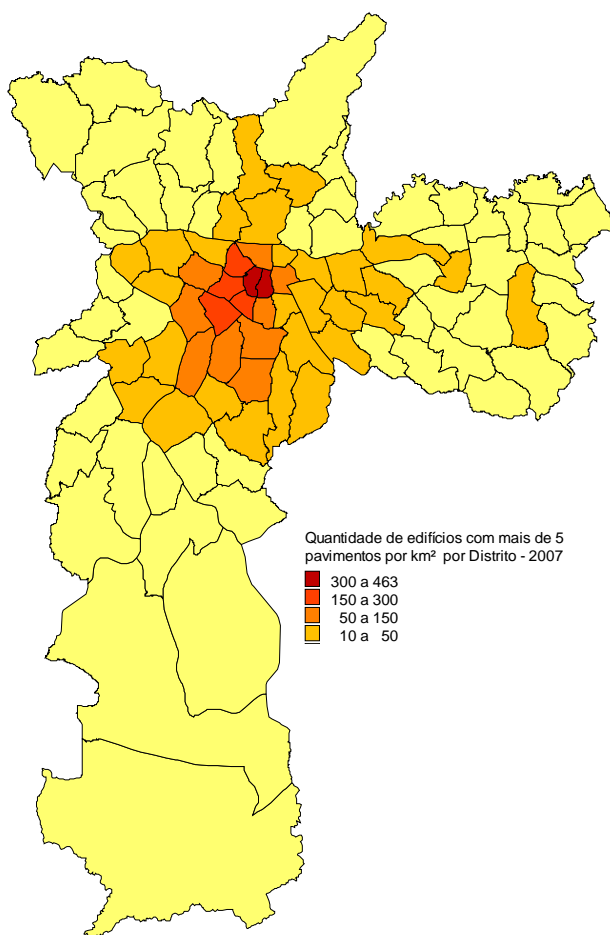 Quantidade de edifícios com mais de 5
pavimentos por km² por Distrito - 2007
300 a 463
150 a 300
50 a 150
10 a 50